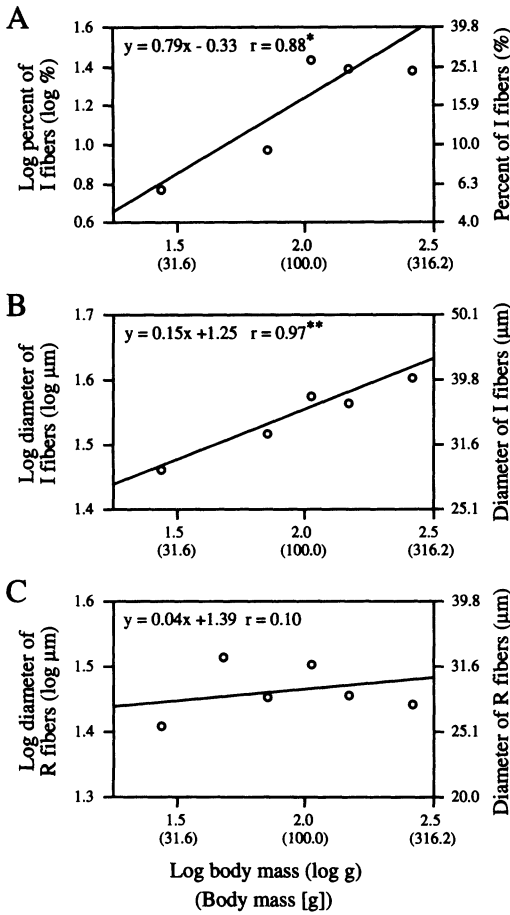 A
y = 0.79x - 0.33 r = 0.88*
Log percent of
I fibers (log %)
1.6
1.4
1.2
1.0
0.8
0.6
39.8
25.1
15.9
10.0
6.3
4.0
Percent of I fibers (%)
1.5 2.0 2.5
(31.6) (100.0) (316.2)
B
y = 0.15x +1.25 r = 0.97**
Log diameter of
I fibers (log μm)
1.7
1.6
1.5
1.4
50.1
39.8
31.6
25.1
Diameter of I fibers (μm)
1.5 2.0 2.5
(31.6) (100.0) (316.2)
C
y = 0.04x +1.39 r = 0.10
Log diameter of
R fibers (log μm)
1.6
1.5
1.4
1.3
39.8
31.6
25.1
20.0
Diameter of R fibers (μm)
1.5 2.0 2.5
(31.6) (100.0) (316.2)
Log body mass (log g)
(Body mass [g])